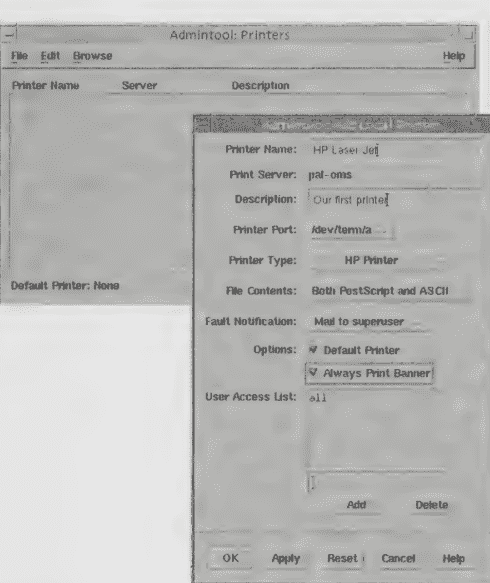 Admintool: Printers
File Edit Browse Help
Printer Name Server Description
Default Printer: None
Printer Name: HP Laser Jet
Print Server: pal-oms
Description: Our first printer
Printer Port: /dev/term/a
Printer Type: HP Printer
File Contents: Both PostScript and ASCII
Fault Notification: Mail to superuser
Options: Default Printer
Always Print Banner
User Access List: all
Add Delete
OK Apply Reset Cancel Help